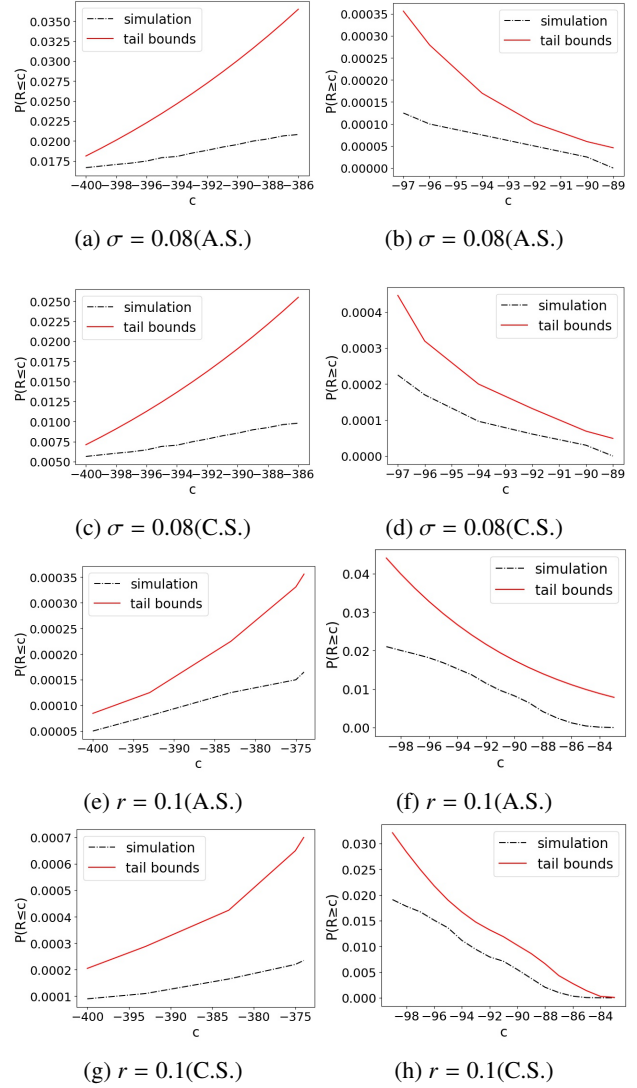 0.0350
0.0325
0.0300
0.0275
0.0250
0.0225
0.0200
0.0175
P(R≤c)
simulation
tail bounds
−400 −398 −396 −394 −392 −390 −388 −386
c
(a) σ = 0.08(A.S.)
0.00035
0.00030
0.00025
0.00020
0.00015
0.00010
0.00005
0.00000
P(R≥c)
simulation
tail bounds
−97 −96 −95 −94 −93 −92 −91 −90 −89
c
(b) σ = 0.08(A.S.)
0.0250
0.0225
0.0200
0.0175
0.0150
0.0125
0.0100
0.0075
0.0050
P(R≤c)
simulation
tail bounds
−400 −398 −396 −394 −392 −390 −388 −386
c
(c) σ = 0.08(C.S.)
0.0004
0.0003
0.0002
0.0001
0.0000
P(R≥c)
simulation
tail bounds
−97 −96 −95 −94 −93 −92 −91 −90 −89
c
(d) σ = 0.08(C.S.)
0.00035
0.00030
0.00025
0.00020
0.00015
0.00010
0.00005
P(R≤c)
simulation
tail bounds
−400 −395 −390 −385 −380 −375
c
(e) r = 0.1(A.S.)
0.04
0.03
0.02
0.01
0.00
P(R≥c)
simulation
tail bounds
−98 −96 −94 −92 −90 −88 −86 −84
c
(f) r = 0.1(A.S.)
0.0007
0.0006
0.0005
0.0004
0.0003
0.0002
0.0001
P(R≤c)
simulation
tail bounds
−400 −395 −390 −385 −380 −375
c
(g) r = 0.1(C.S.)
0.030
0.025
0.020
0.015
0.010
0.005
0.000
P(R≥c)
simulation
tail bounds
−98 −96 −94 −92 −90 −88 −86 −84
c
(h) r = 0.1(C.S.)